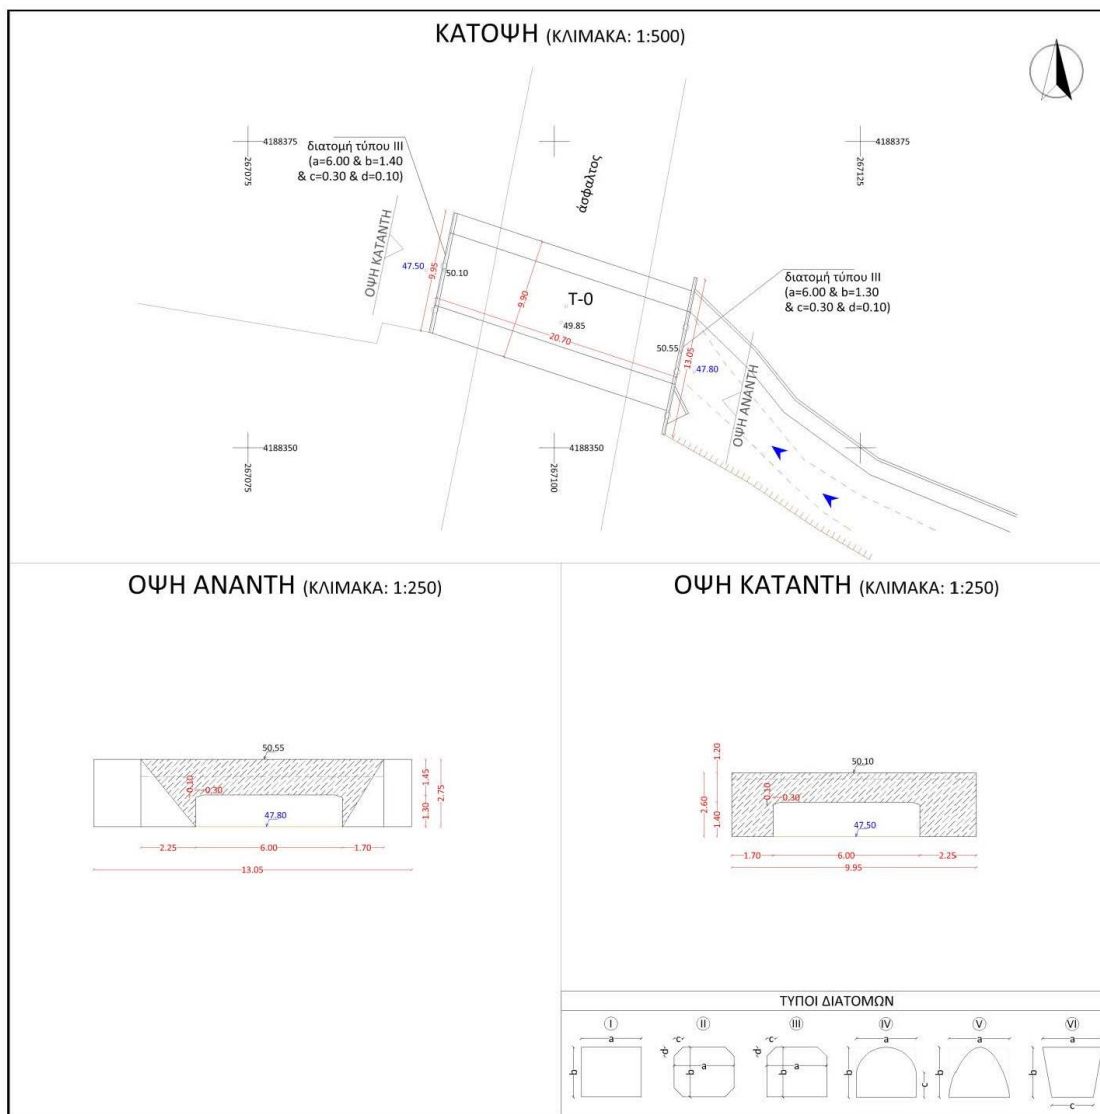 ΚΑΤΟΨΗ (ΚΛΙΜΑΚΑ: 1:500)
4188375
267075
4188375
267125
διατομή τύπου III
(a=6.00 & b=1.40
& c=0.30 & d=0.10)
άσφαλτος
ΟΨΗ ΚΑΤΑΝΤΗ
47.50
9.95
50.10
9.90
T-0
49.85
20.70
διατομή τύπου III
(a=6.00 & b=1.30
& c=0.30 & d=0.10)
50.55
13.05
47.80
ΟΨΗ ΑΝΑΝΤΗ
4188350
267075
4188350
267100
ΟΨΗ ΑΝΑΝΤΗ (ΚΛΙΜΑΚΑ: 1:250)
50.55
0.10
0.30
47.80
1.45
1.30
2.75
2.25
6.00
1.70
13.05
ΟΨΗ ΚΑΤΑΝΤΗ (ΚΛΙΜΑΚΑ: 1:250)
1.20
50.10
0.10
0.30
2.60
1.40
47.50
1.70
6.00
2.25
9.95
ΤΥΠΟΙ ΔΙΑΤΟΜΩΝ
I
II
III
IV
V
VI
a
b
c
d
b
a
c
d
b
a
a
b
c
a
b
a
b
c